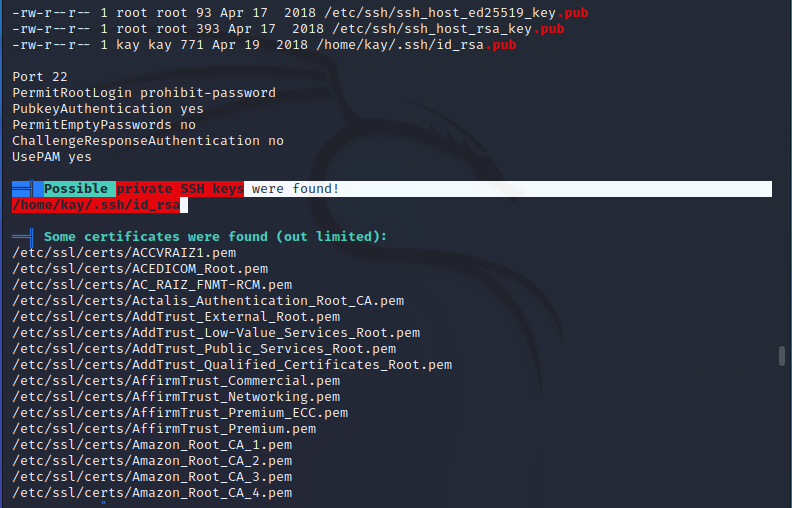 -rw-r--r-- 1 root root 93 Apr 17  2018 /etc/ssh/ssh_host_ed25519_key.pub
-rw-r--r-- 1 root root 393 Apr 17  2018 /etc/ssh/ssh_host_rsa_key.pub
-rw-r--r-- 1 kay kay 771 Apr 19  2018 /home/kay/.ssh/id_rsa.pub
Port 22
PermitRootLogin prohibit-password
PubkeyAuthentication yes
PermitEmptyPasswords no
ChallengeResponseAuthentication no
UsePAM yes
══╣ Possible private SSH keys were found!
/home/kay/.ssh/id_rsa
══╣ Some certificates were found (out limited):
/etc/ssl/certs/ACCVRAIZ1.pem
/etc/ssl/certs/ACEDICOM_Root.pem
/etc/ssl/certs/AC_RAIZ_FNMT-RCM.pem
/etc/ssl/certs/Actalis_Authentication_Root_CA.pem
/etc/ssl/certs/AddTrust_External_Root.pem
/etc/ssl/certs/AddTrust_Low-Value_Services_Root.pem
/etc/ssl/certs/AddTrust_Public_Services_Root.pem
/etc/ssl/certs/AddTrust_Qualified_Certificates_Root.pem
/etc/ssl/certs/AffirmTrust_Commercial.pem
/etc/ssl/certs/AffirmTrust_Networking.pem
/etc/ssl/certs/AffirmTrust_Premium_ECC.pem
/etc/ssl/certs/AffirmTrust_Premium.pem
/etc/ssl/certs/Amazon_Root_CA_1.pem
/etc/ssl/certs/Amazon_Root_CA_2.pem
/etc/ssl/certs/Amazon_Root_CA_3.pem
/etc/ssl/certs/Amazon_Root_CA_4.pem